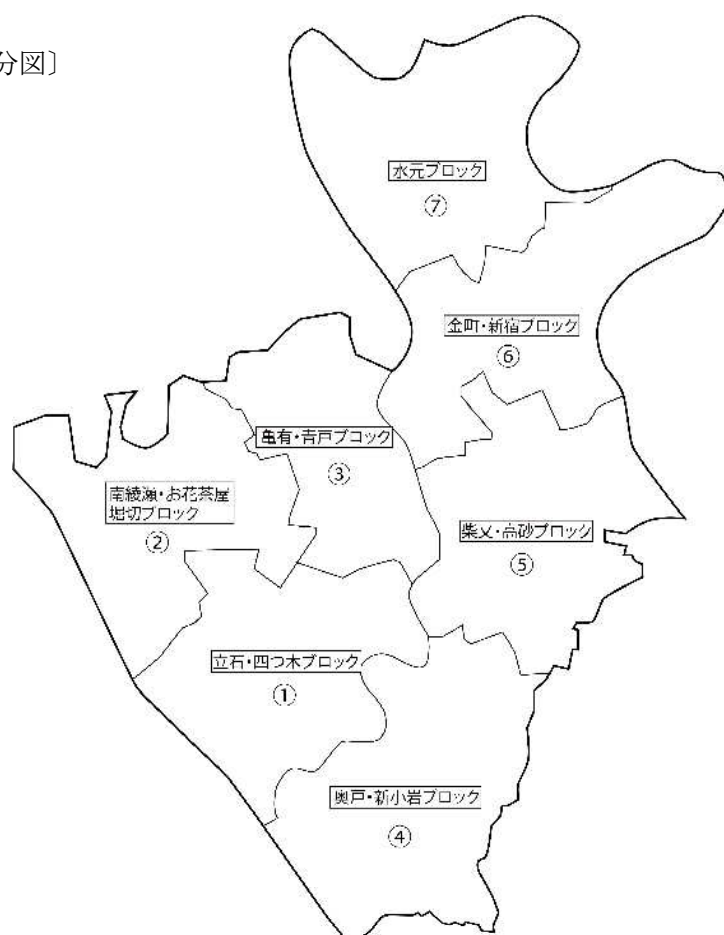 分図〕
水元ブロック
⑦
金町・新宿ブロック
⑥
亀有・青戸ブロック
③
南綾瀬・お花茶屋
堀切ブロック
②
柴又・高砂ブロック
⑤
立石・四つ木ブロック
①
奥戸・新小岩ブロック
④